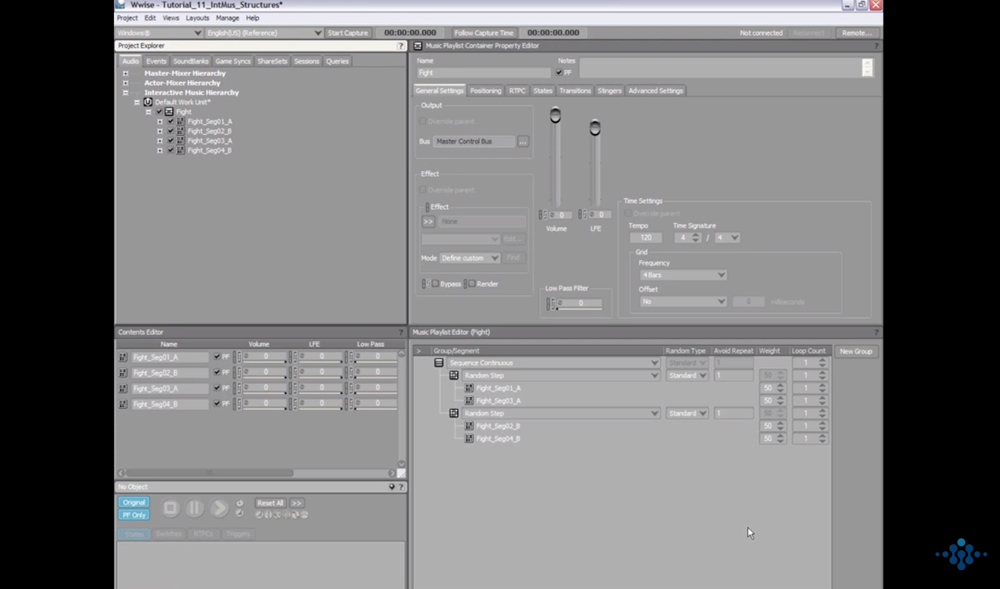 Wwise - Tutorial_11_IntMus_Structures*
Project Edit Views Layouts Manage Help
Windows® English(US) (Reference) Start Capture 00:00:00.000 Follow Capture Time 00:00:00.000 Not connected Reconnect Remote...
Project Explorer ?
Audio Events SoundBanks Game Syncs ShareSets Sessions Queries
Master-Mixer Hierarchy
Actor-Mixer Hierarchy
Interactive Music Hierarchy
Default Work Unit*
Fight
Fight_Seg01_A
Fight_Seg02_B
Fight_Seg03_A
Fight_Seg04_B
Music Playlist Container Property Editor ?
Name Notes
Fight PF
General Settings Positioning RTPC States Transitions Stingers Advanced Settings
Output
Override parent
Bus Master Control Bus ...
Effect
Override parent
Effect
>> None
Edit...
Mode Define custom Find
Bypass Render
0 0
Volume LFE
Low Pass Filter
0
Time Settings
Override parent
Tempo Time Signature
120 4 / 4
Grid
Frequency
4 Bars
Offset
No 0 milliseconds
Contents Editor ?
Name Volume LFE Low Pass
Fight_Seg01_A PF 0 0 0
Fight_Seg02_B PF 0 0 0
Fight_Seg03_A PF 0 0 0
Fight_Seg04_B PF 0 0 0
No Object ?
Original
PF Only
Reset All >>
States Switches RTPCs Triggers
Music Playlist Editor (Fight) ?
> Group/Segment Random Type Avoid Repeat Weight Loop Count New Group
Sequence Continuous Standard 1 1
Random Step Standard 1 50 1
Fight_Seg01_A 50 1
Fight_Seg03_A 50 1
Random Step Standard 1 50 1
Fight_Seg02_B 50 1
Fight_Seg04_B 50 1